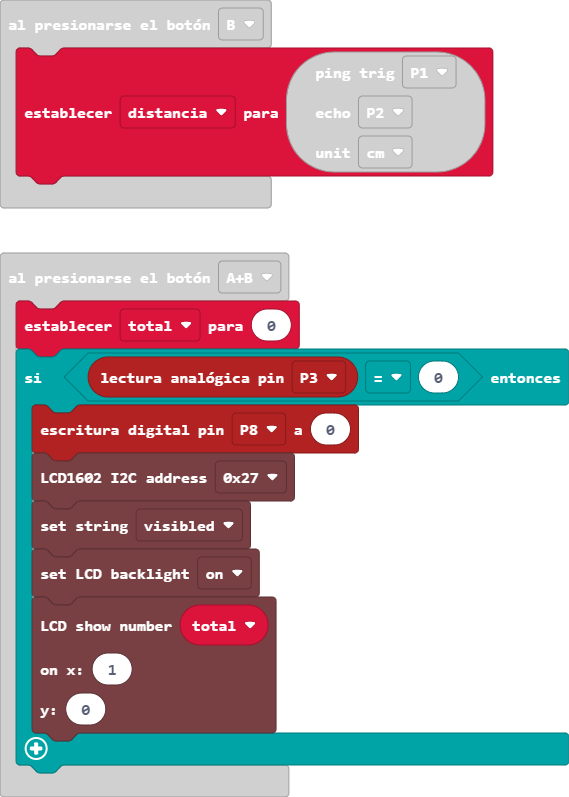 al presionarse el botón B
ping trig P1
establecer distancia para echo P2
unit cm
al presionarse el botón A+B
establecer total para 0
si lectura analógica pin P3 = 0 entonces
escritura digital pin P8 a 0
LCD1602 I2C address 0x27
set string visibled
set LCD backlight on
LCD show number total
on x: 1
y: 0